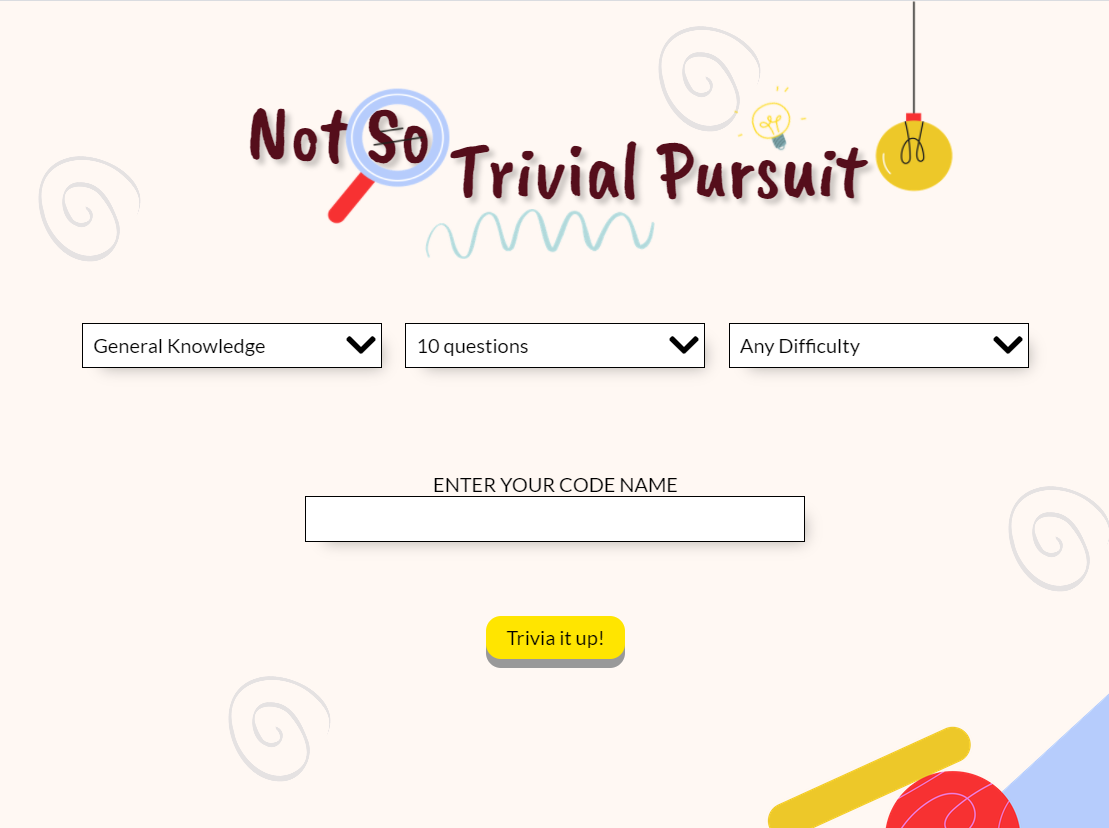 Not So
Trivial Pursuit
General Knowledge
10 questions
Any Difficulty
ENTER YOUR CODE NAME
Trivia it up!